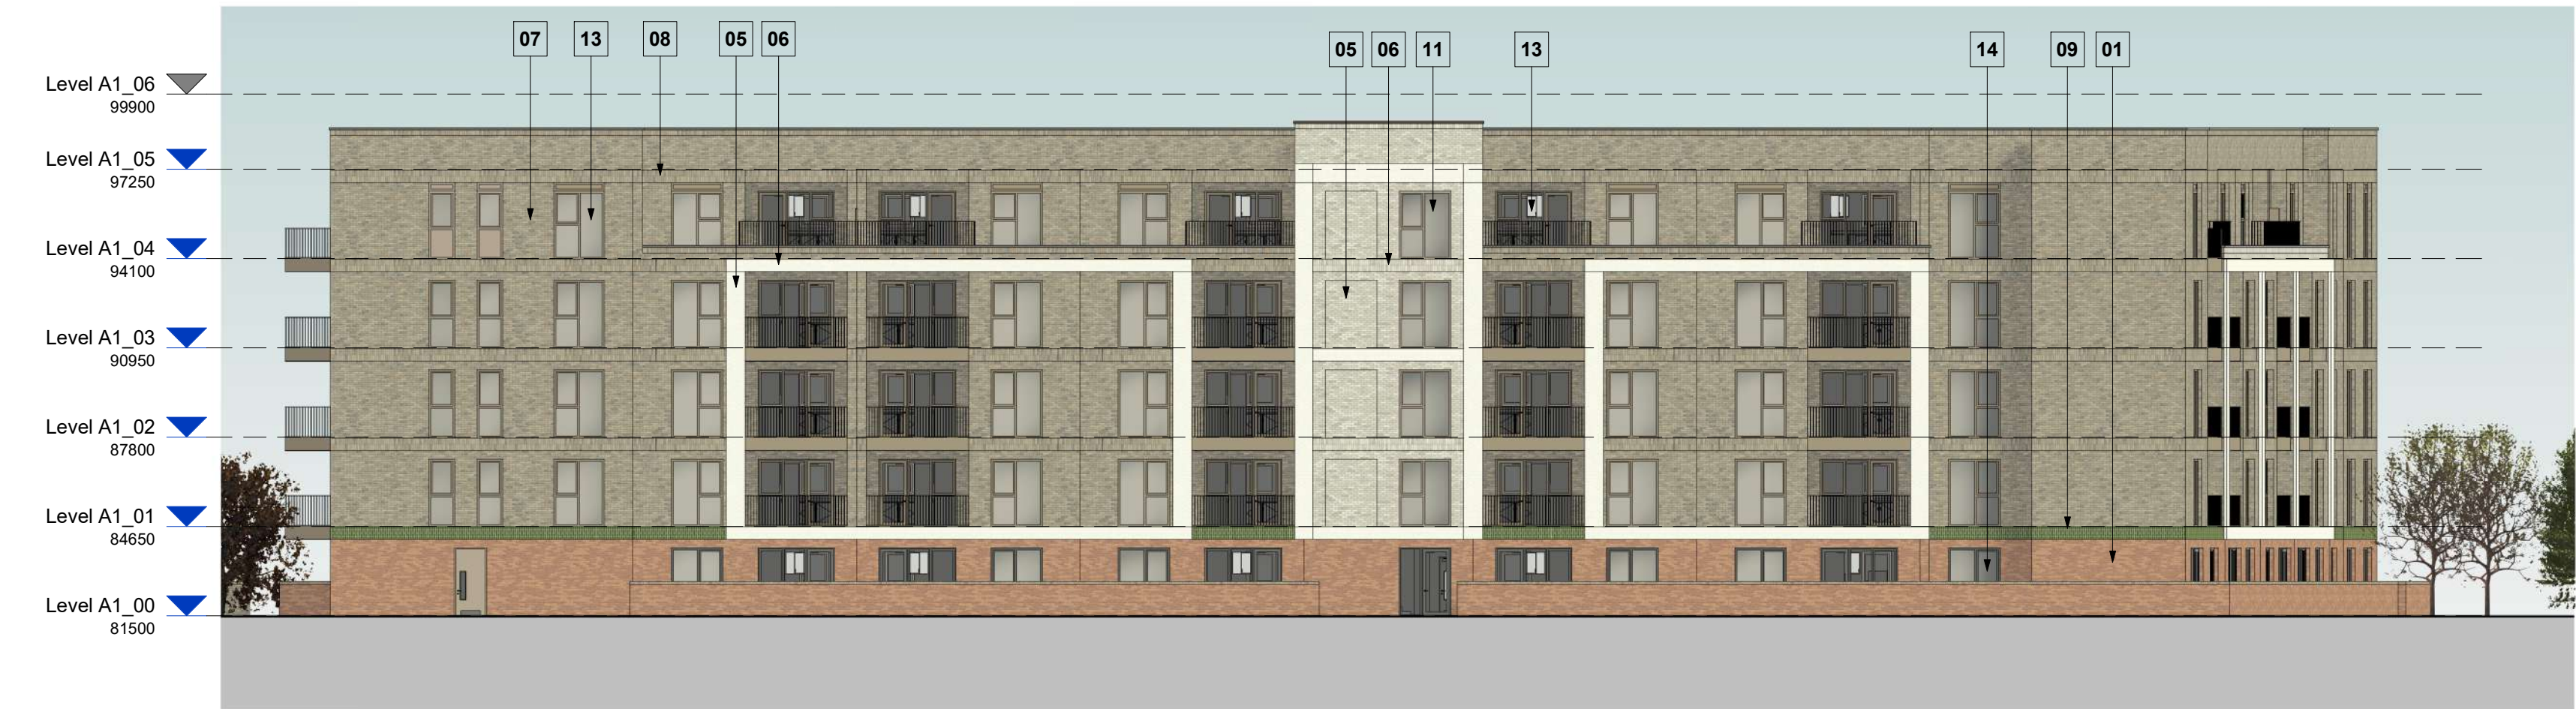 07 13 08 05 06 05 06 11 13 14 09 01
Level A1_06
99900
Level A1_05
97250
Level A1_04
94100
Level A1_03
90950
Level A1_02
87800
Level A1_01
84650
Level A1_00
81500